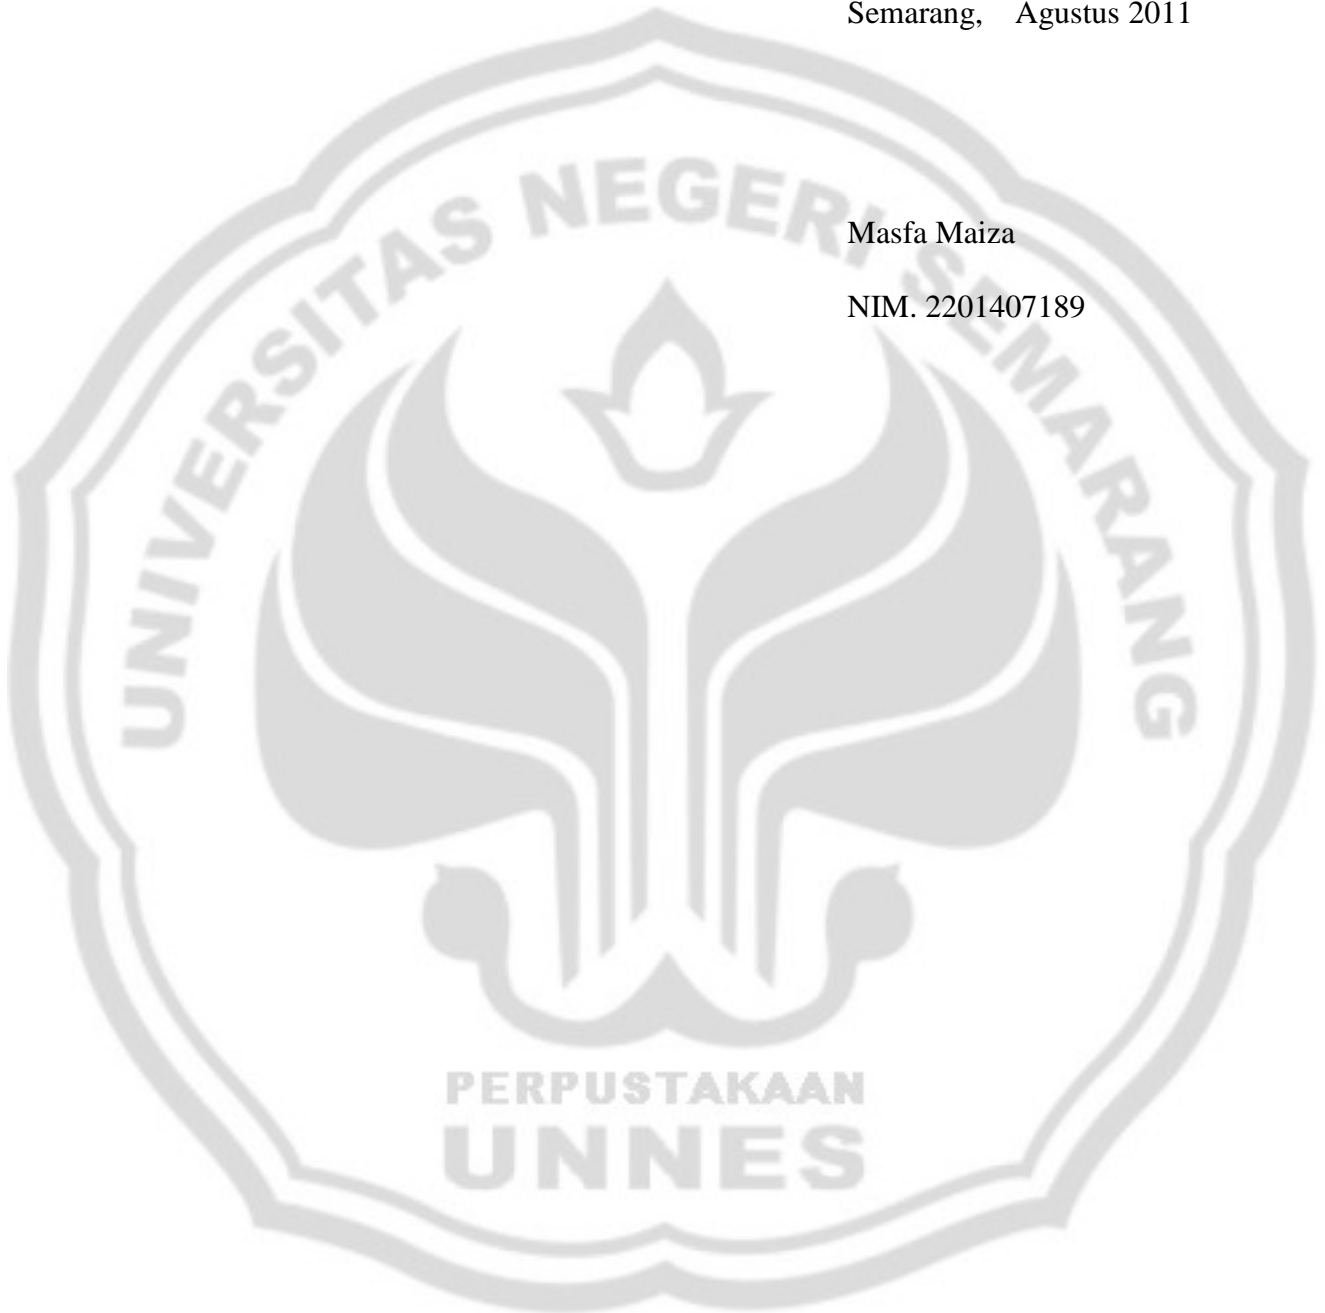 Semarang,    Agustus 2011
UNIVERSITAS NEGERI SEMARANG
Masfa Maiza
NIM. 2201407189
PERPUSTAKAAN
UNNES